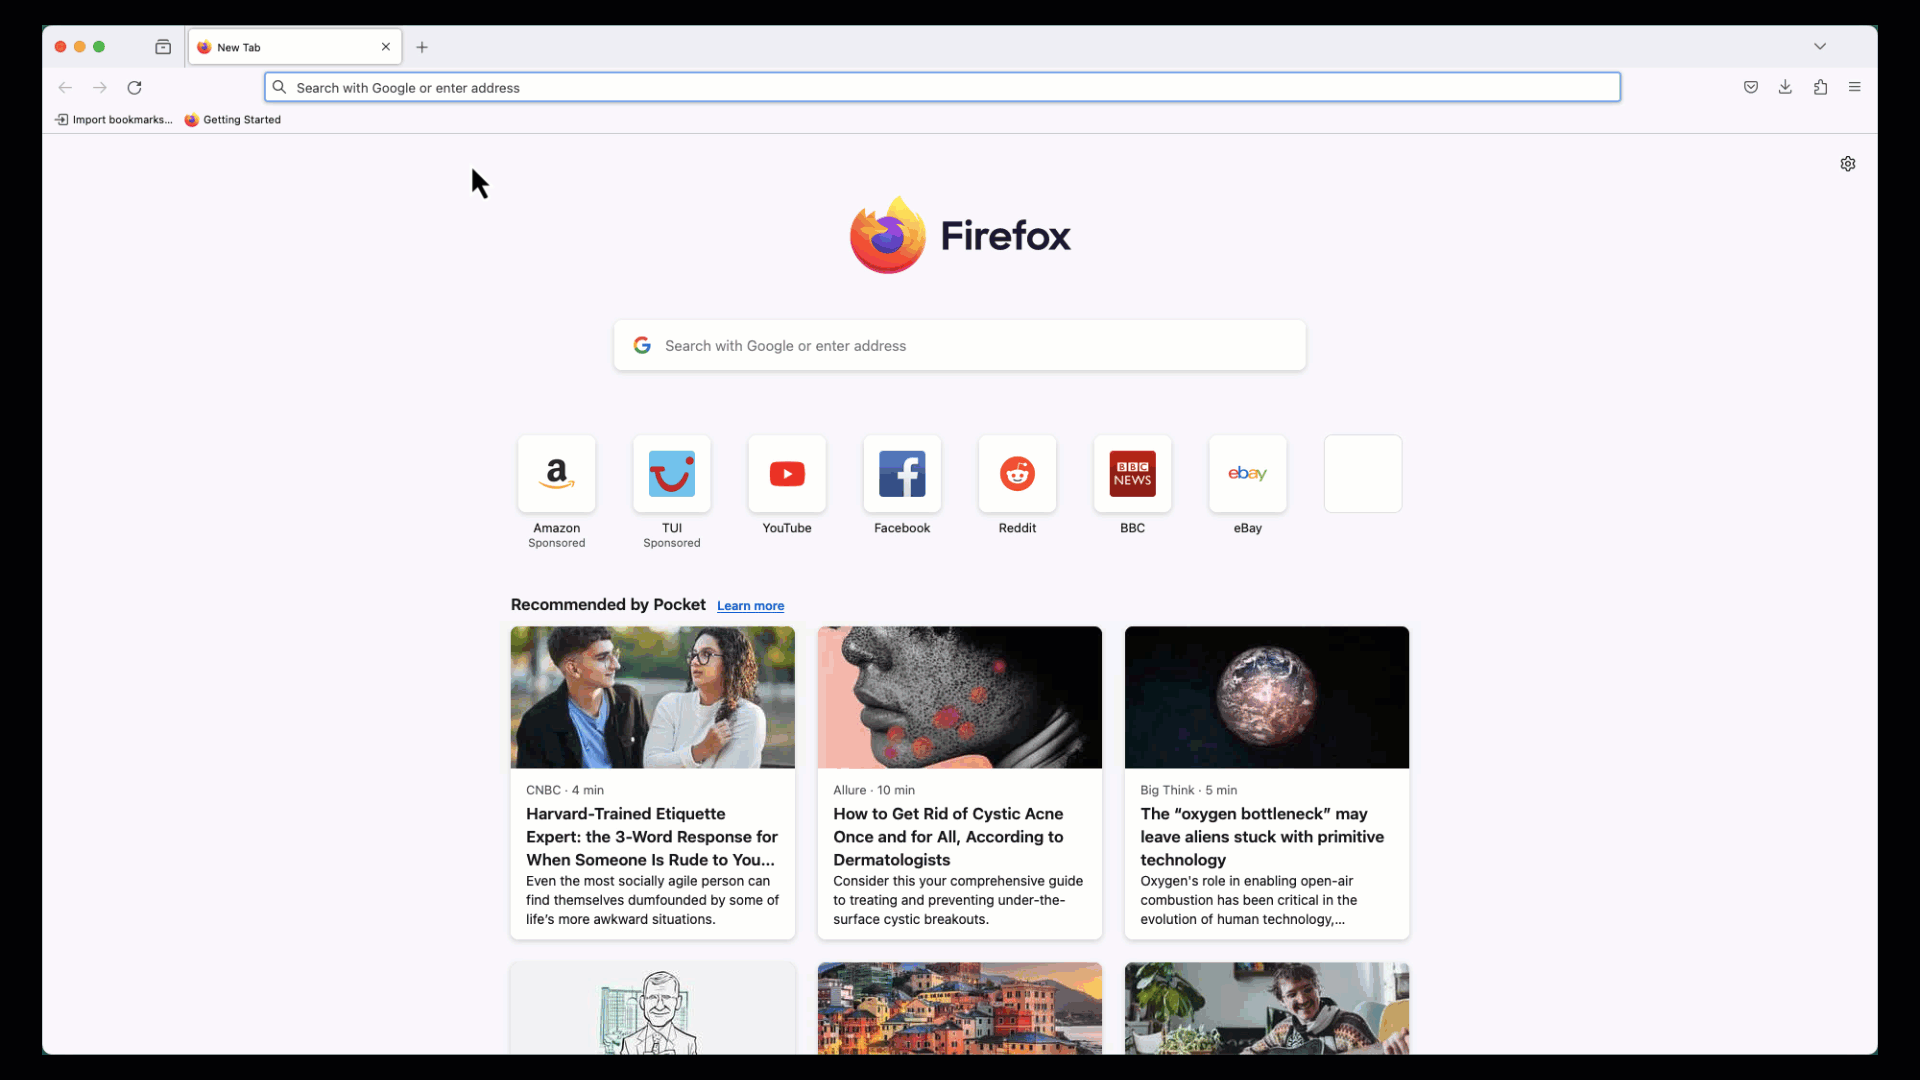 New Tab
Search with Google or enter address
Import bookmarks...
Getting Started
Firefox
Search with Google or enter address
a
BBC
NEWS
ebay
Amazon
Sponsored
TUI
Sponsored
YouTube
Facebook
Reddit
BBC
eBay
Recommended by Pocket Learn more
CNBC · 4 min
Harvard-Trained Etiquette
Expert: the 3-Word Response for
When Someone Is Rude to You...
Even the most socially agile person can
find themselves dumfounded by some of
life's more awkward situations.
Allure · 10 min
How to Get Rid of Cystic Acne
Once and for All, According to
Dermatologists
Consider this your comprehensive guide
to treating and preventing under-the-
surface cystic breakouts.
Big Think · 5 min
The “oxygen bottleneck” may
leave aliens stuck with primitive
technology
Oxygen's role in enabling open-air
combustion has been critical in the
evolution of human technology,...